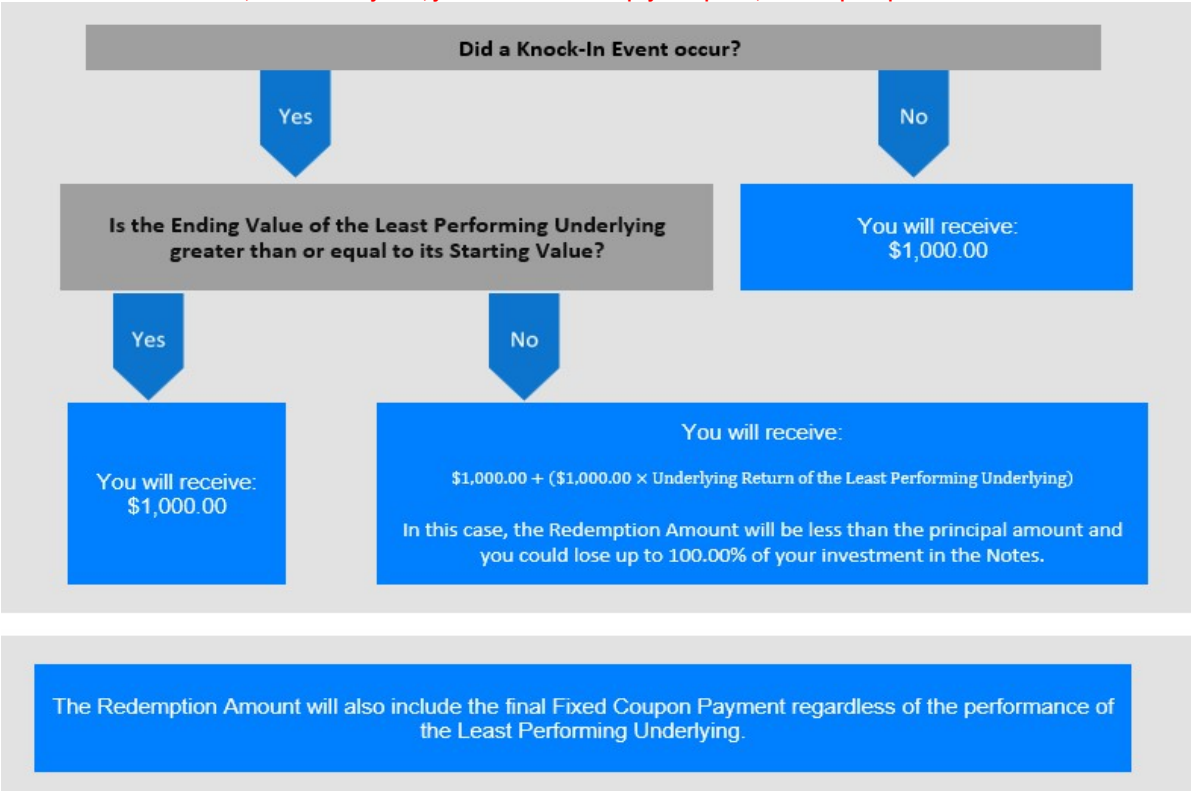 Did a Knock-In Event occur?
Yes
No
Is the Ending Value of the Least Performing Underlying
greater than or equal to its Starting Value?
You will receive:
$1,000.00
Yes
No
You will receive:
$1,000.00
You will receive:
$1,000.00 + ($1,000.00 × Underlying Return of the Least Performing Underlying)
In this case, the Redemption Amount will be less than the principal amount and
you could lose up to 100.00% of your investment in the Notes.
The Redemption Amount will also include the final Fixed Coupon Payment regardless of the performance of
the Least Performing Underlying.